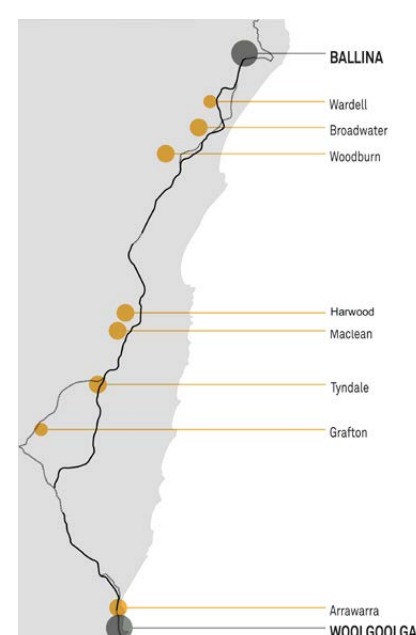 BALLINA
Wardell
Broadwater
Woodburn
Harwood
Maclean
Tyndale
Grafton
Arrawarra
WOOLGOOLGA